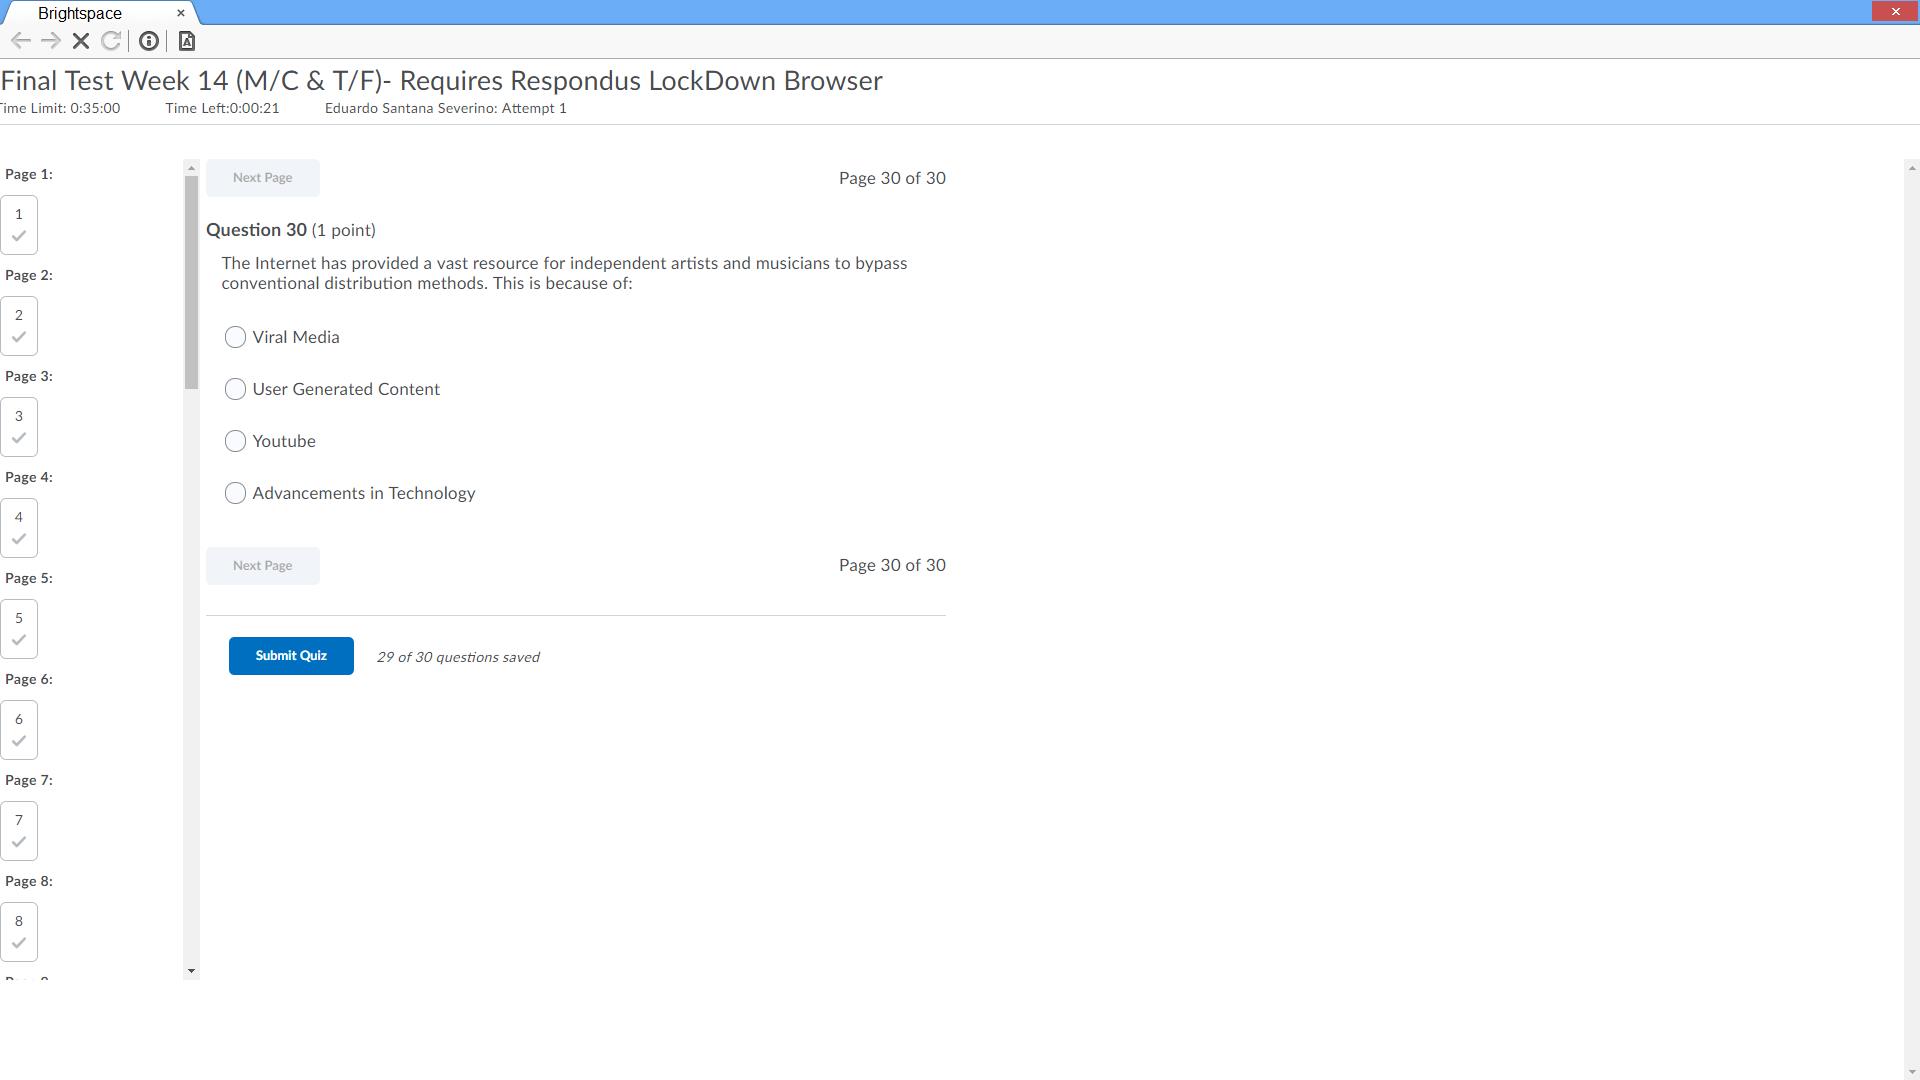 Brightspace
Final Test Week 14 (M/C & T/F)- Requires Respondus LockDown Browser
Time Limit: 0:35:00 Time Left:0:00:21 Eduardo Santana Severino: Attempt 1
Page 1:
1
Page 2:
2
Page 3:
3
Page 4:
4
Page 5:
5
Page 6:
6
Page 7:
7
Page 8:
8
Next Page Page 30 of 30
Question 30 (1 point)
The Internet has provided a vast resource for independent artists and musicians to bypass
conventional distribution methods. This is because of:
Viral Media
User Generated Content
Youtube
Advancements in Technology
Next Page Page 30 of 30
Submit Quiz 29 of 30 questions saved